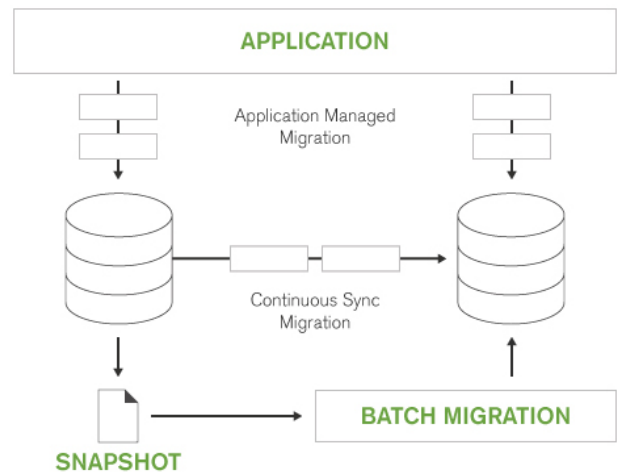 APPLICATION
Application Managed
Migration
Continuous Sync
Migration
BATCH MIGRATION
SNAPSHOT